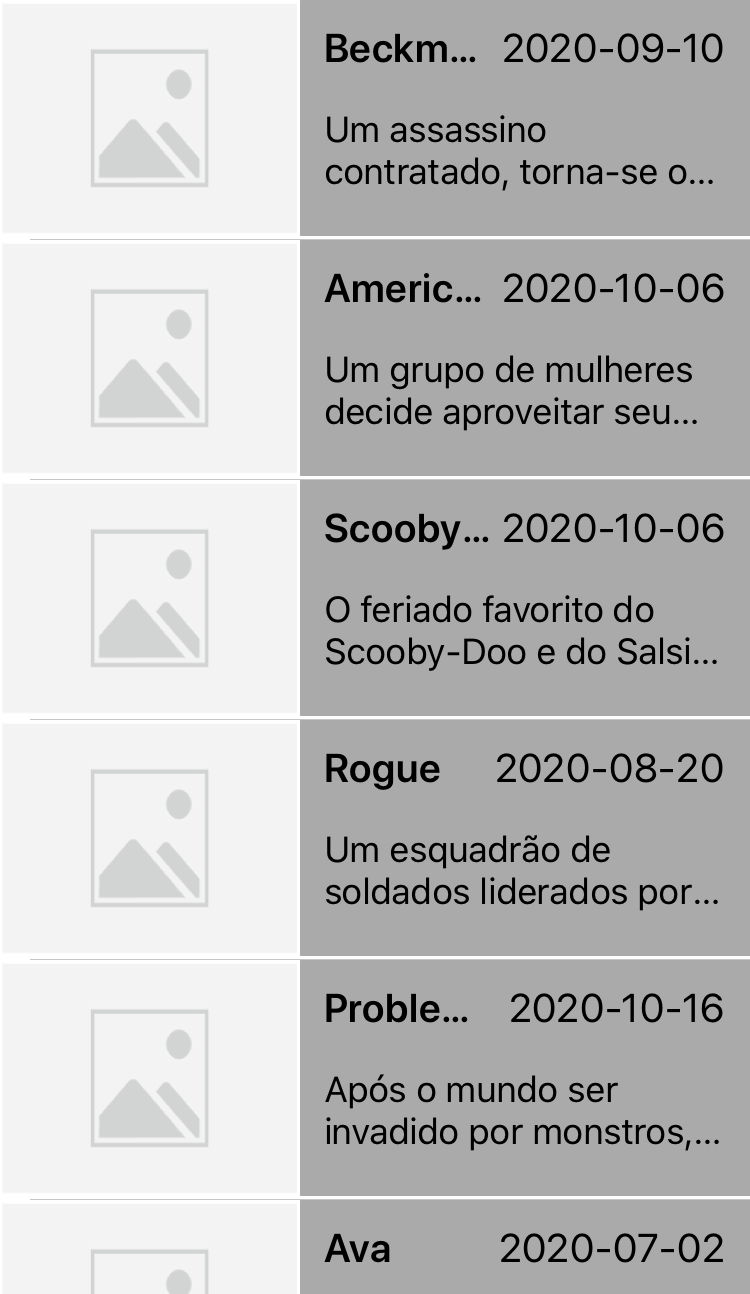 Beckm... 2020-09-10
Um assassino
contratado, torna-se o...
Americ... 2020-10-06
Um grupo de mulheres
decide aproveitar seu...
Scooby... 2020-10-06
O feriado favorito do
Scooby-Doo e do Salsi...
Rogue 2020-08-20
Um esquadrão de
soldados liderados por...
Proble... 2020-10-16
Após o mundo ser
invadido por monstros,...
Ava 2020-07-02